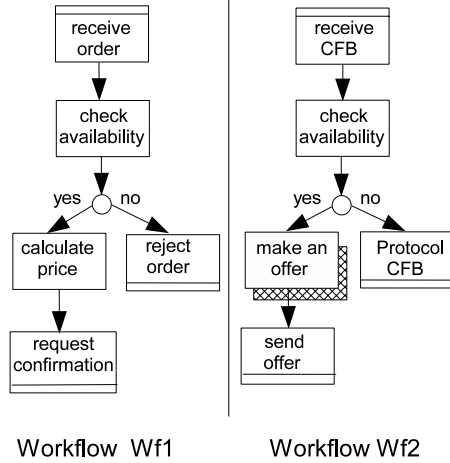 receive
order
check
availability
yes
no
calculate
price
reject
order
request
confirmation
Workflow Wf1
receive
CFB
check
availability
yes
no
make an
offer
Protocol
CFB
send
offer
Workflow Wf2